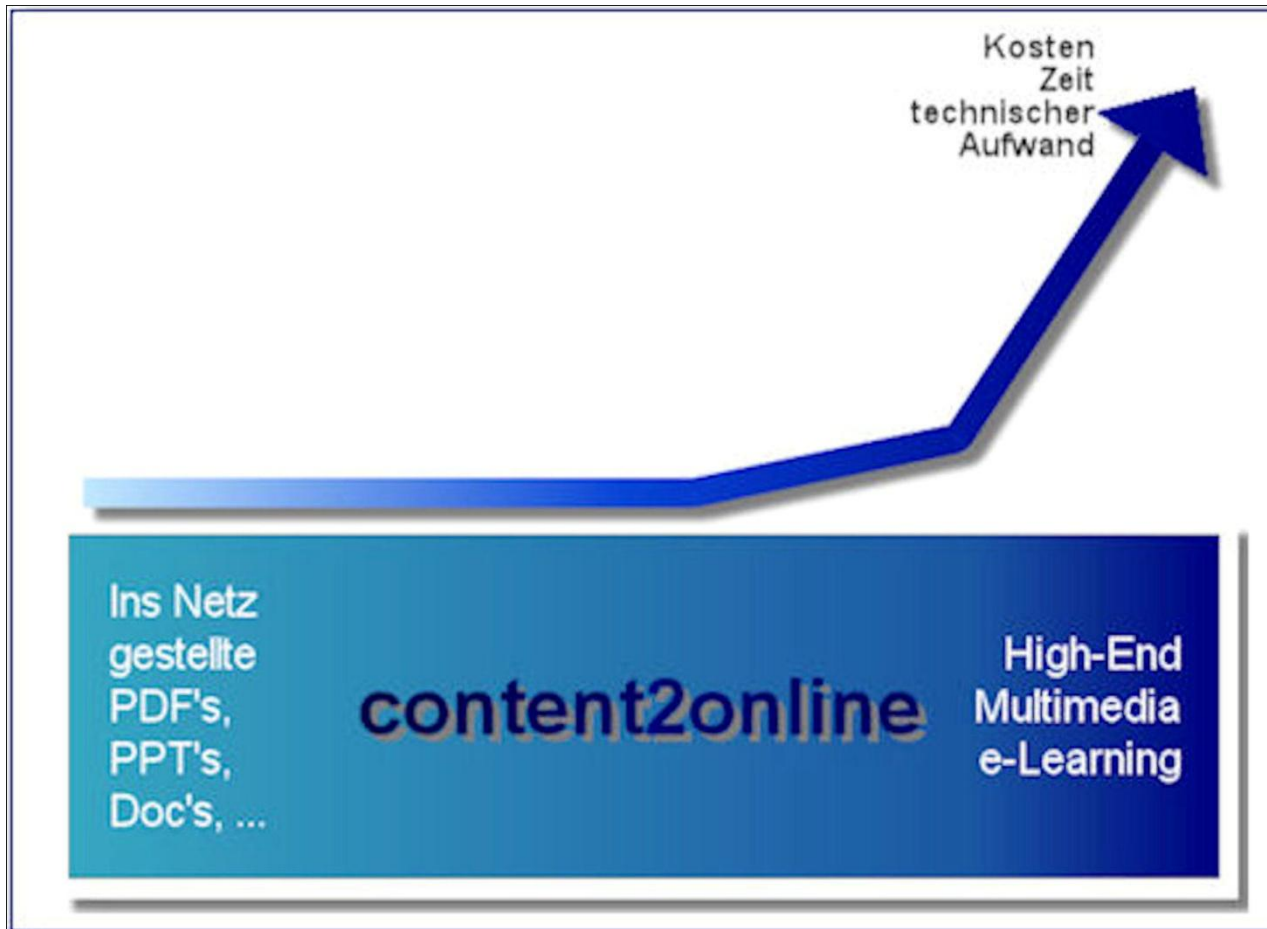 Kosten
Zeit
technischer
Aufwand
Ins Netz
gestellte
PDF's,
PPT's,
Doc's, ...
content2online
High-End
Multimedia
e-Learning